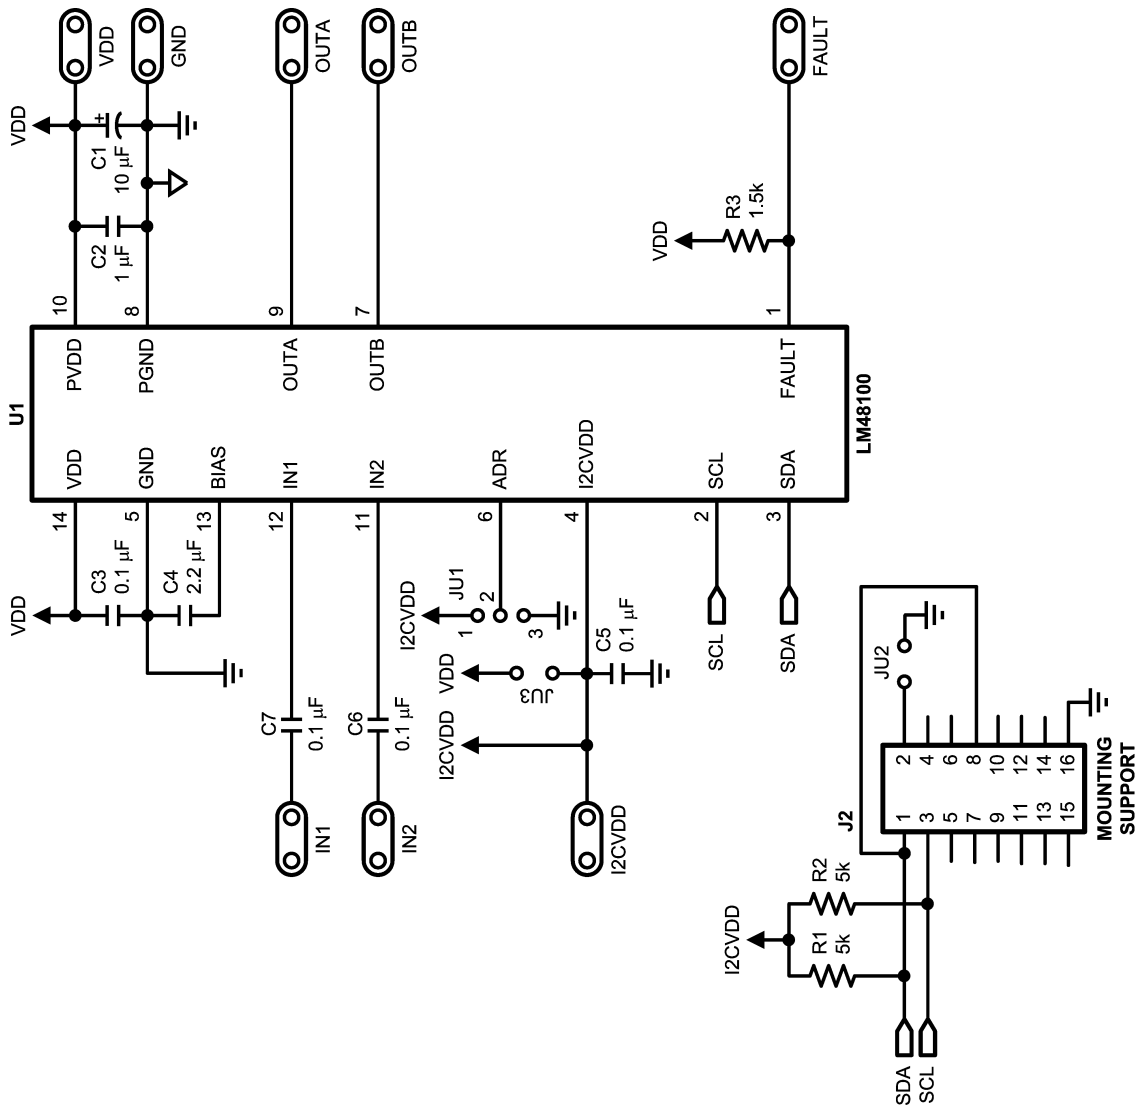 VDD
GND
OUTA
OUTB
FAULT
VDD
+
C1
10 µF
C2
1 µF
VDD
R3
1.5k
10
8
9
7
1
U1
PVDD
PGND
OUTA
OUTB
FAULT
LM48100
VDD
GND
BIAS
IN1
IN2
ADR
I2CVDD
SCL
SDA
14
5
13
12
11
6
4
2
3
VDD
C3
0.1 µF
C4
2.2 µF
I2CVDD
JU1
1
2
3
VDD
JU3
C5
0.1 µF
SCL
SDA
C7
0.1 µF
C6
0.1 µF
I2CVDD
IN1
IN2
I2CVDD
JU2
J2
2
4
6
8
10
12
14
16
1
3
5
7
9
11
13
15
MOUNTING
SUPPORT
I2CVDD
R2
5k
R1
5k
SDA
SCL